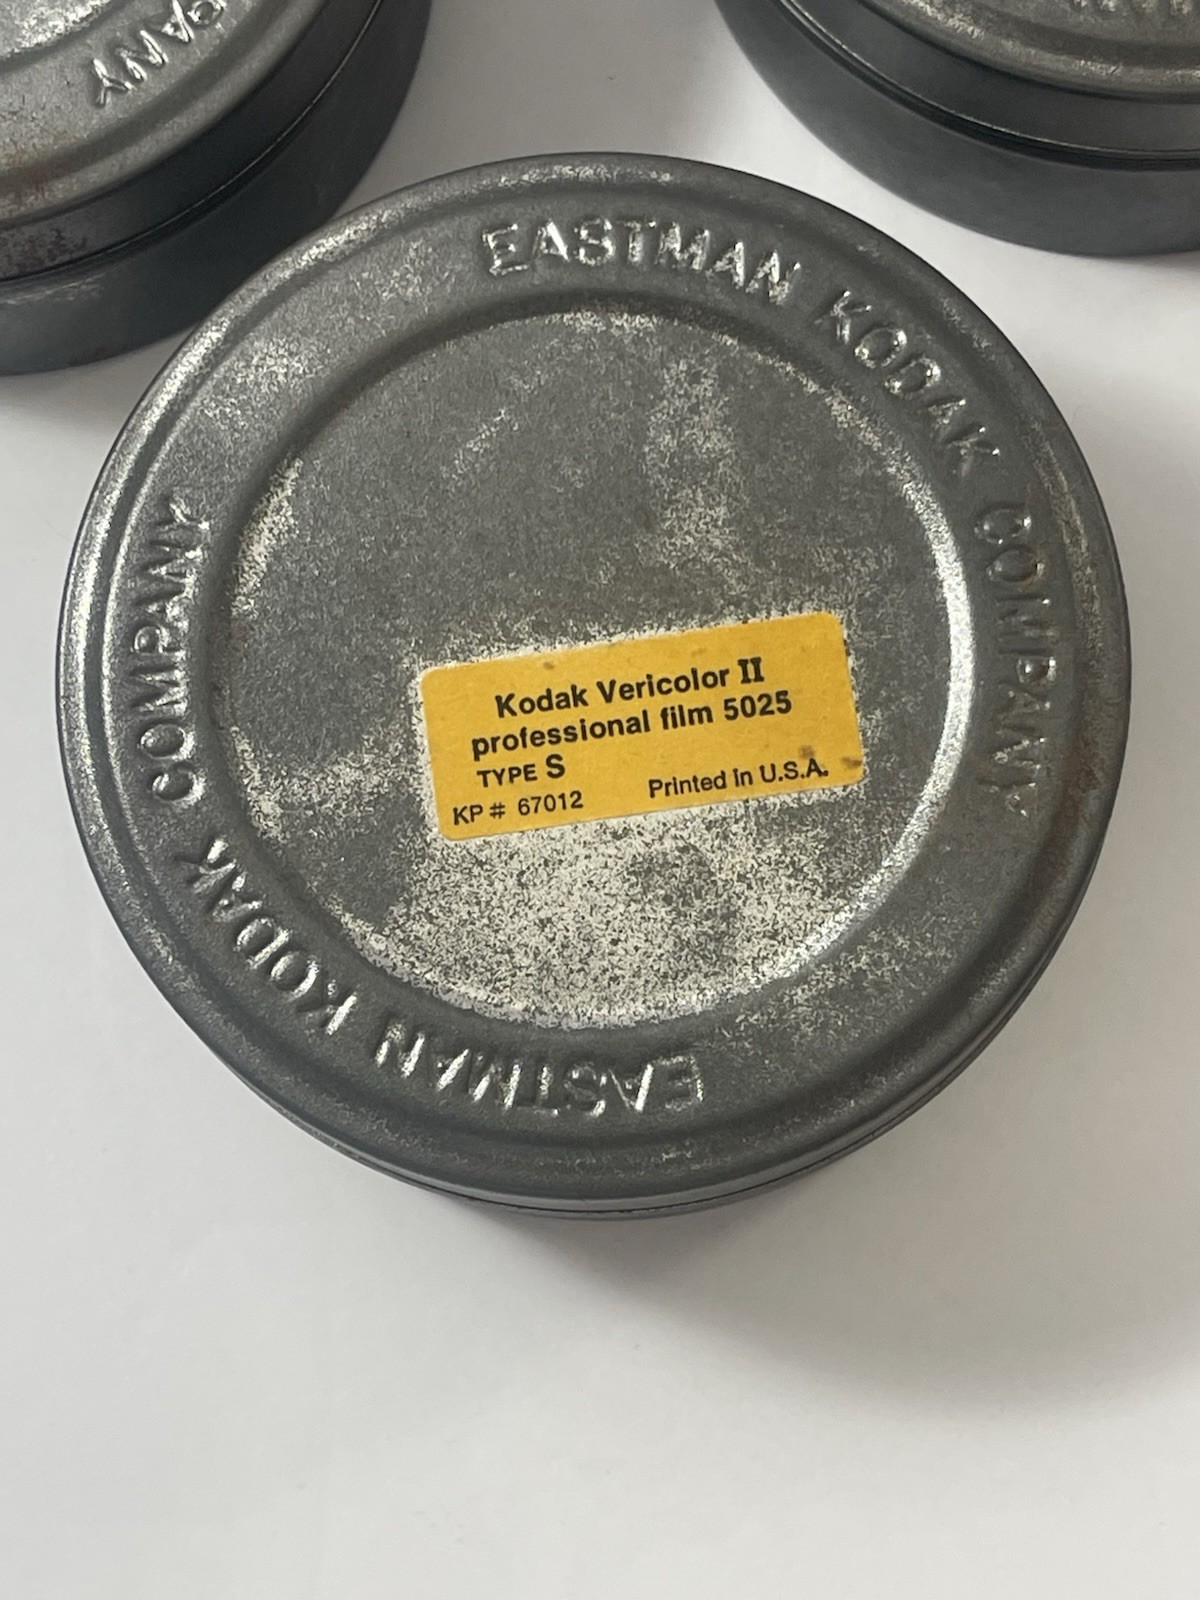 EASTMAN KODAK COMPANY
Kodak Vericolor II
professional film 5025
TYPE S
KP # 67012 Printed in U.S.A.
EASTMAN KODAK COMPANY